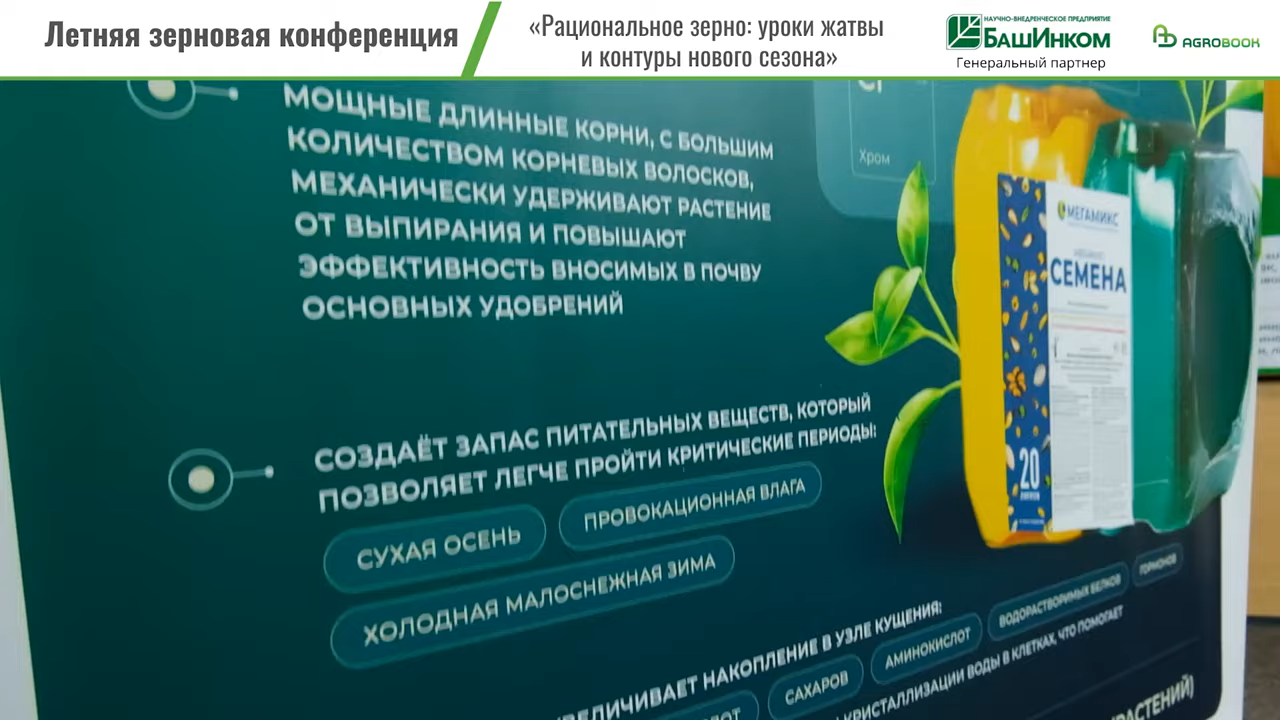 Летняя зерновая конференция
«Рациональное зерно: уроки жатвы
и контуры нового сезона»
НАУЧНО-ВНЕДРЕНЧЕСКОЕ ПРЕДПРИЯТИЕ
БАШИНКОМ
Генеральный партнер
AGROBOOK
МОЩНЫЕ ДЛИННЫЕ КОРНИ, С БОЛЬШИМ
КОЛИЧЕСТВОМ КОРНЕВЫХ ВОЛОСКОВ,
МЕХАНИЧЕСКИ УДЕРЖИВАЮТ РАСТЕНИЕ
ОТ ВЫПИРАНИЯ И ПОВЫШАЮТ
ЭФФЕКТИВНОСТЬ ВНОСИМЫХ В ПОЧВУ
ОСНОВНЫХ УДОБРЕНИЙ
Хром
МЕГАМИКС
СЕМЕНА
20
СОЗДАЁТ ЗАПАС ПИТАТЕЛЬНЫХ ВЕЩЕСТВ, КОТОРЫЙ
ПОЗВОЛЯЕТ ЛЕГЧЕ ПРОЙТИ КРИТИЧЕСКИЕ ПЕРИОДЫ:
СУХАЯ ОСЕНЬ
ПРОВОКАЦИОННАЯ ВЛАГА
ХОЛОДНАЯ МАЛОСНЕЖНАЯ ЗИМА
НАКОПЛЕНИЕ В УЗЛЕ КУЩЕНИЯ:
САХАРОВ
АМИНОКИСЛОТ
ВОДОРАСТВОРИМЫХ БЕЛКОВ
ГОРМОНОВ
КРИСТАЛЛИЗАЦИИ ВОДЫ В КЛЕТКАХ, ЧТО ПОМОГАЕТ
РАСТЕНИЙ)